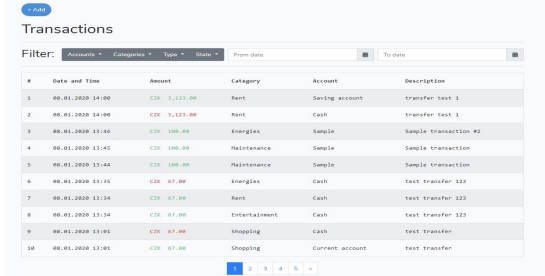 + Add
Transactions
Filter: Accounts Categories Type State From date To date
# Date and Time Amount Category Account Description
1 08.01.2020 14:00 CZK 3,123.00 Rent Saving account transfer test 1
2 08.01.2020 14:00 CZK 3,123.00 Rent Cash transfer test 1
3 08.01.2020 13:46 CZK 100.00 Energies Sample Sample transaction #2
4 08.01.2020 13:45 CZK 100.00 Maintenance Sample Sample transaction
5 08.01.2020 13:44 CZK 100.00 Maintenance Sample Sample transaction
6 08.01.2020 13:35 CZK 67.00 Energies Cash test transfer 123
7 08.01.2020 13:34 CZK 67.00 Rent Cash test transfer 123
8 08.01.2020 13:34 CZK 67.00 Entertainment Cash test transfer 123
9 08.01.2020 13:01 CZK 67.00 Shopping Cash test transfer
10 08.01.2020 13:01 CZK 67.00 Shopping Current account test transfer
1 2 3 4 5 »